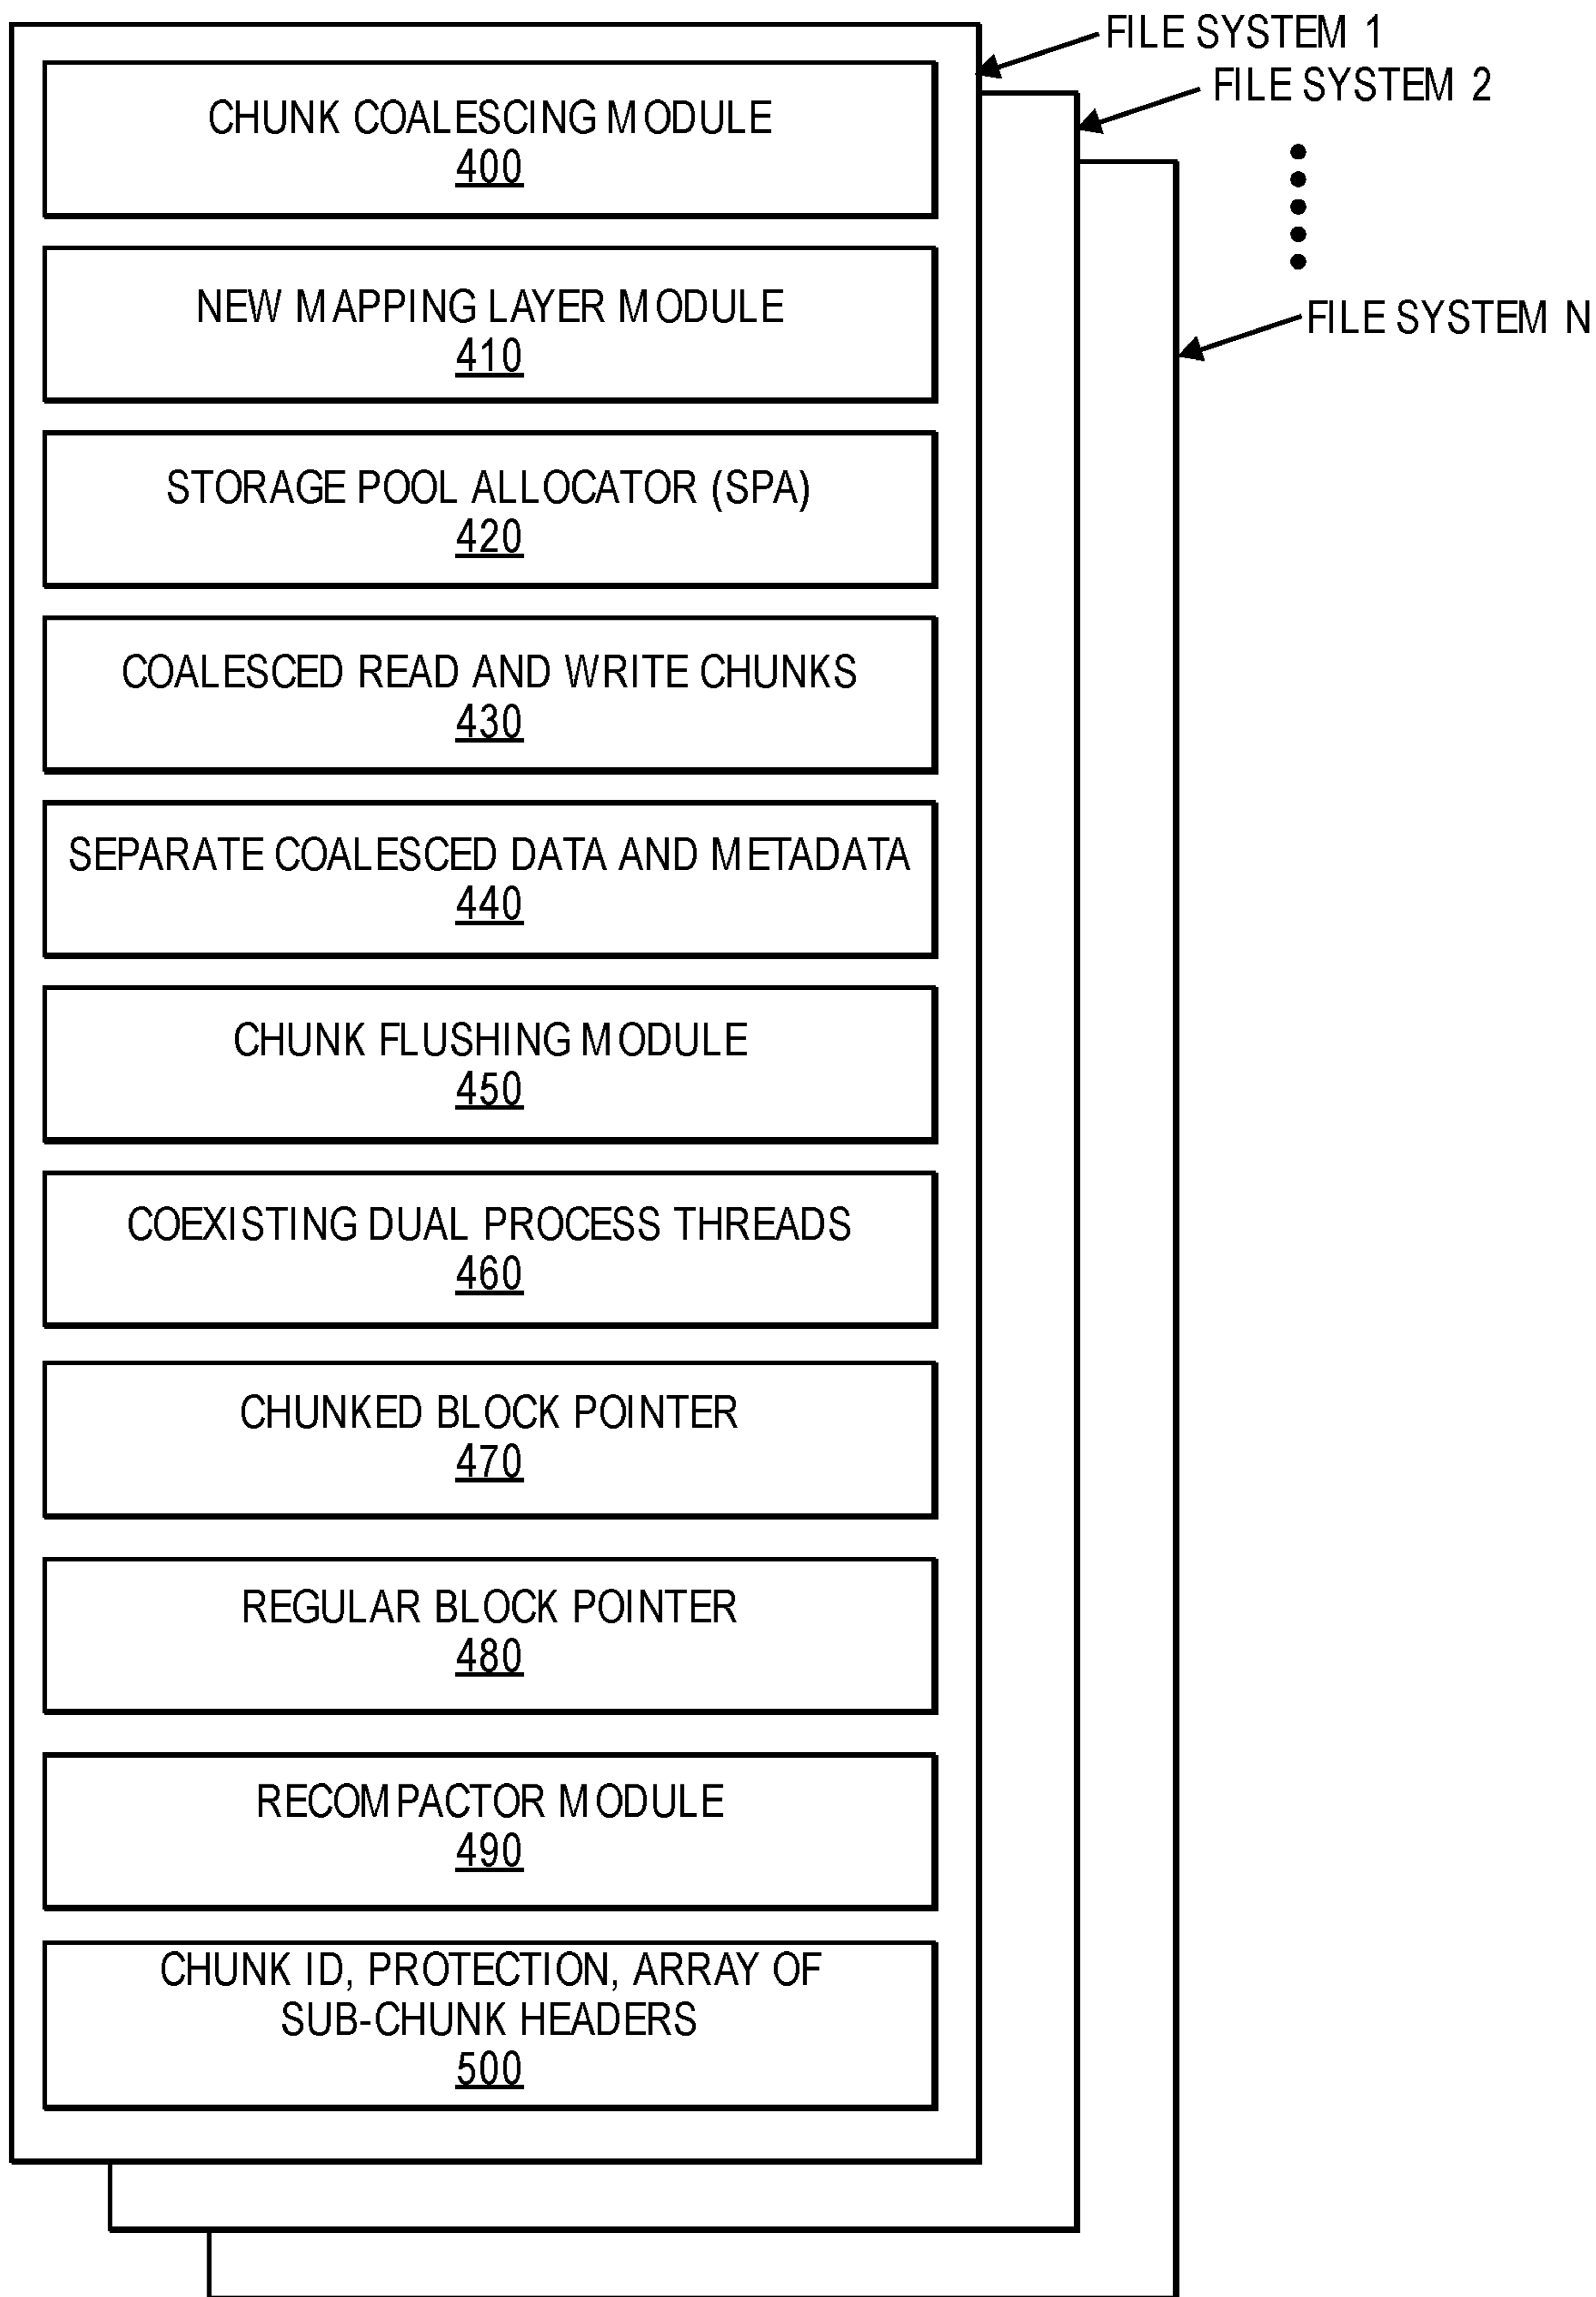 FILE SYSTEM 1
FILE SYSTEM 2
FILE SYSTEM N
CHUNK COALESCING MODULE
400
NEW MAPPING LAYER MODULE
410
STORAGE POOL ALLOCATOR (SPA)
420
COALESCED READ AND WRITE CHUNKS
430
SEPARATE COALESCED DATA AND METADATA
440
CHUNK FLUSHING MODULE
450
COEXISTING DUAL PROCESS THREADS
460
CHUNKED BLOCK POINTER
470
REGULAR BLOCK POINTER
480
RECOMPACTOR MODULE
490
CHUNK ID, PROTECTION, ARRAY OF
SUB-CHUNK HEADERS
500